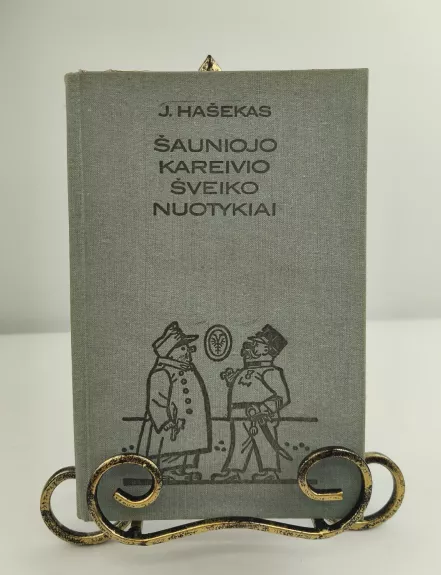 J. HAŠEKAS
ŠAUNIOJO
KAREIVIO
ŠVEIKO
NUOTYKIAI